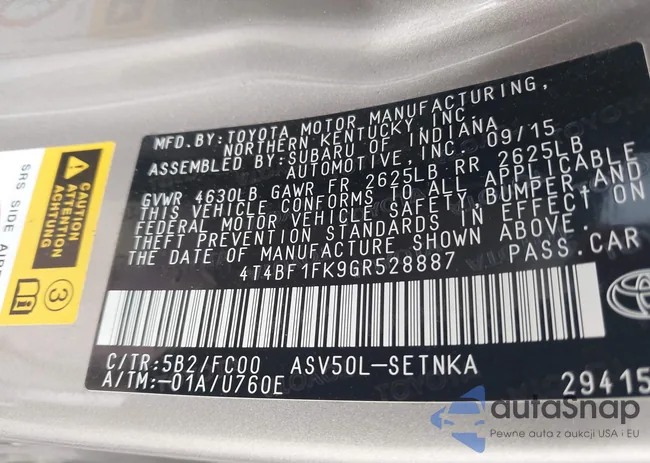 MFD.BY:TOYOTA MOTOR MANUFACTURING,
NORTHERN KENTUCKY INC.
ASSEMBLED BY:SUBARU OF INDIANA
AUTOMOTIVE,INC. 09/15
GVWR 4630LB GAWR FR 2625LB RR 2625LB
THIS VEHICLE CONFORMS TO ALL APPLICABLE
FEDERAL MOTOR VEHICLE SAFETY,BUMPER,AND
THEFT PREVENTION STANDARDS IN EFFECT ON
THE DATE OF MANUFACTURE SHOWN ABOVE.
4T4BF1FK9GR528887 PASS.CAR
C/TR:5B2/FC00 ASV50L-SETNKA
A/TM:-01A/U760E 29415
SRS SIDE AIR
CAUTION
ATTENTION
ACHTUNG
3
i
autaSnap
Pewne auta z aukcji USA i EU